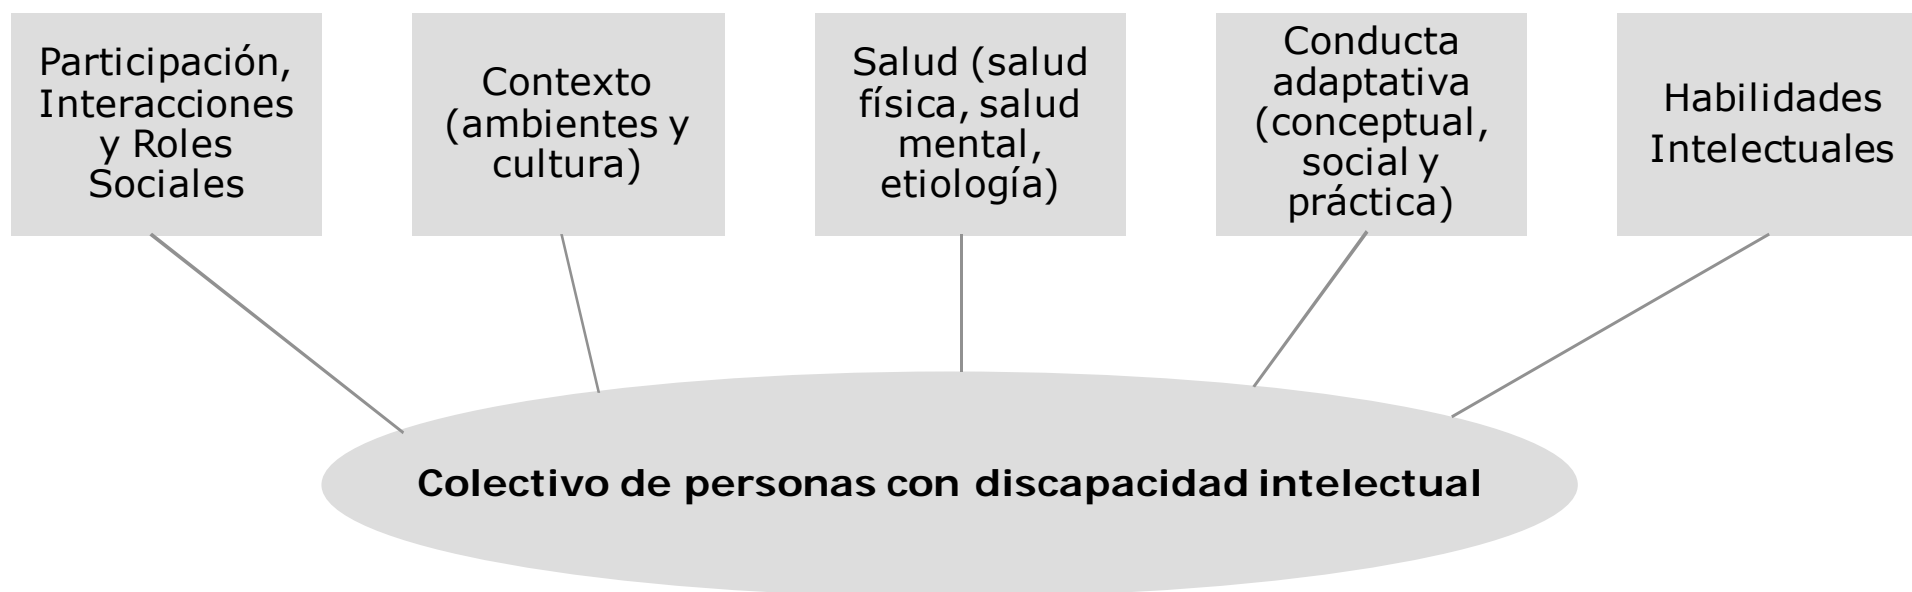 Participación,
Interacciones
y Roles
Sociales
Contexto
(ambientes y
cultura)
Salud (salud
física, salud
mental,
etiología)
Conducta
adaptativa
(conceptual,
social y
práctica)
Habilidades
Intelectuales
Colectivo de personas con discapacidad intelectual